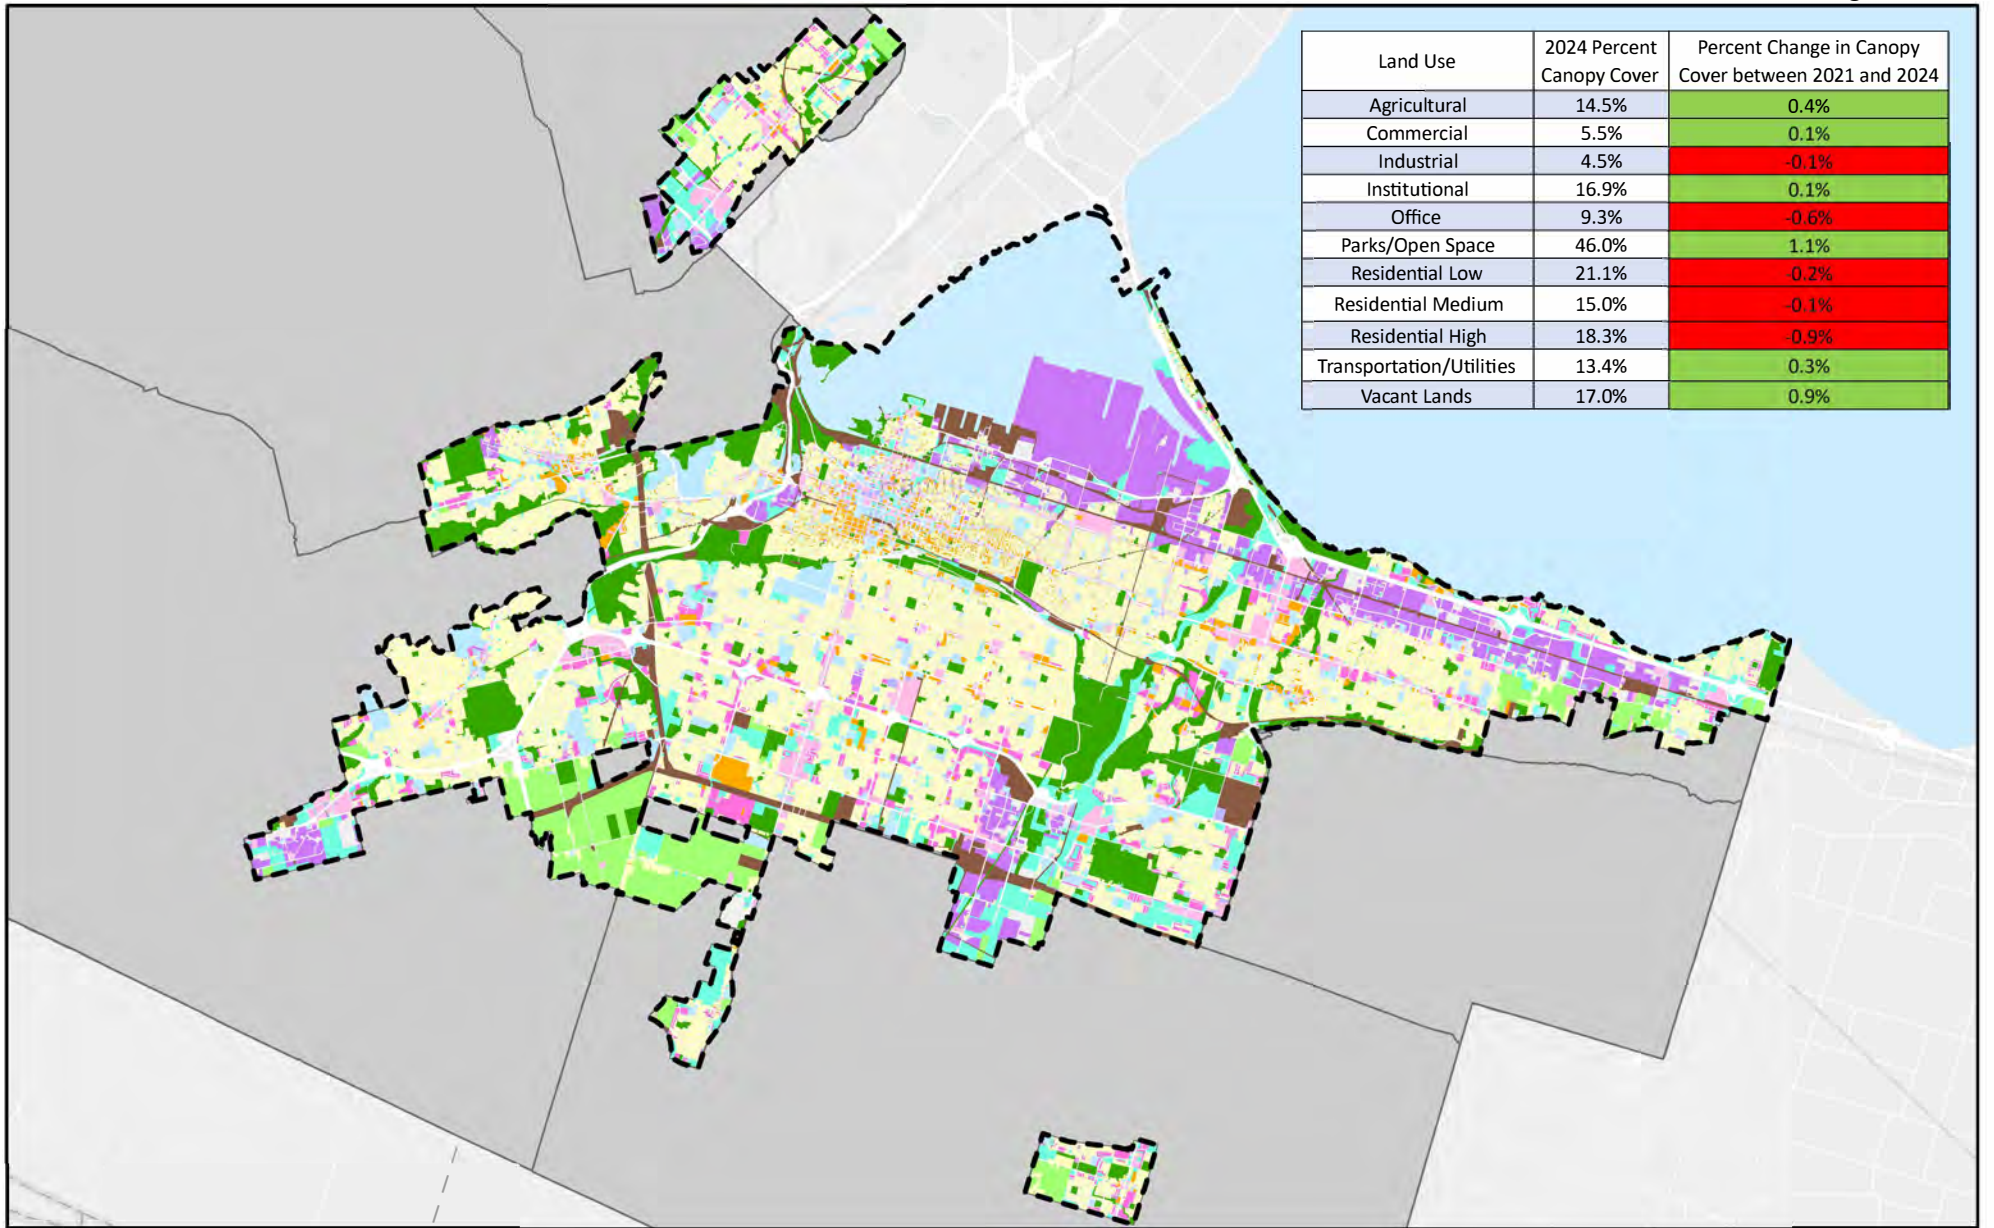 Land Use 2024 Percent Canopy Cover Percent Change in Canopy Cover between 2021 and 2024
Agricultural 14.5% 0.4%
Commercial 5.5% 0.1%
Industrial 4.5% -0.1%
Institutional 16.9% 0.1%
Office 9.3% -0.6%
Parks/Open Space 46.0% 1.1%
Residential Low 21.1% -0.2%
Residential Medium 15.0% -0.1%
Residential High 18.3% -0.9%
Transportation/Utilities 13.4% 0.3%
Vacant Lands 17.0% 0.9%